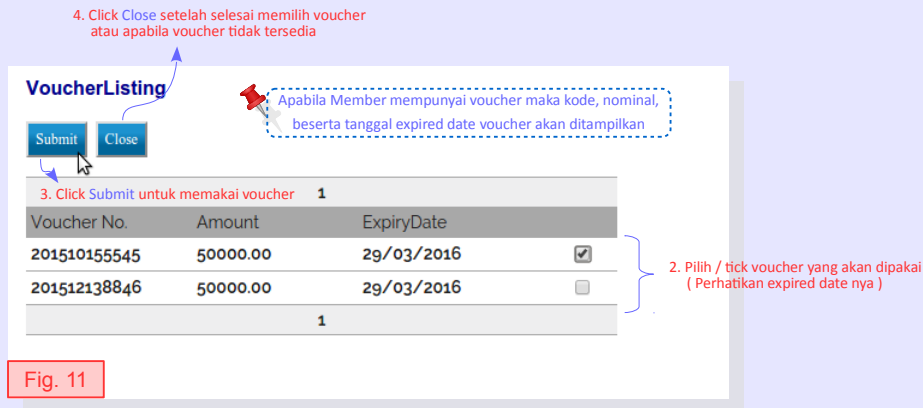 4. Click Close setelah selesai memilih voucher
atau apabila voucher tidak tersedia
VoucherListing
Apabila Member mempunyai voucher maka kode, nominal,
beserta tanggal expired date voucher akan ditampilkan
Submit Close
3. Click Submit untuk memakai voucher 1
Voucher No. Amount ExpiryDate
201510155545 50000.00 29/03/2016
201512138846 50000.00 29/03/2016
2. Pilih / tick voucher yang akan dipakai
( Perhatikan expired date nya )
1
Fig. 11